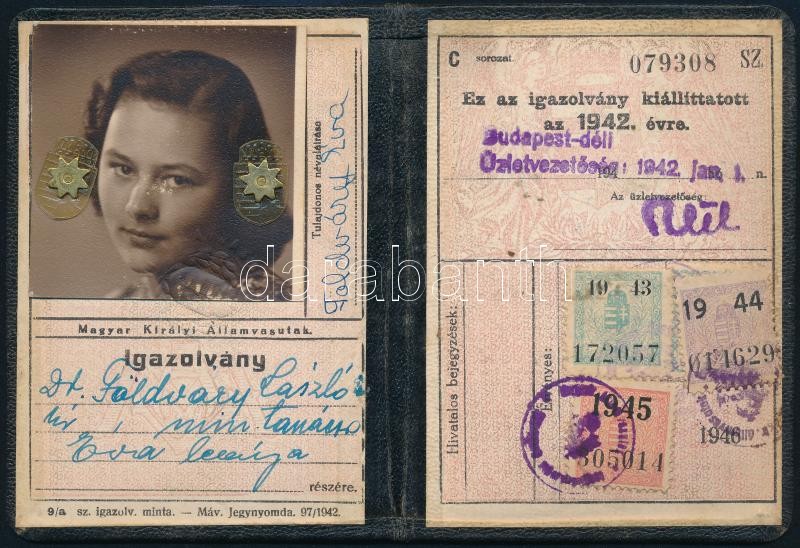 Tulajdonos névaláírása
Földváry Éva
Magyar Királyi Államvasutak.
Igazolvány
Dr. Földváry László
úr, min. tanácsos
Éva leánya
részére.
9/a sz. igazolv. minta. — Máv. Jegynyomda. 97/1942.
C sorozat. 079308 SZ.
Ez az igazolvány kiállíttatott
az 1942. évre.
Budapest-déli
Üzletvezetőség: 1942 jan. 1.
n.
Az üzletvezetőség:
Hivatalos bejegyzések:
Érvényes:
19 43
172057
19 44
011629
1945
305014
1946
darabanth